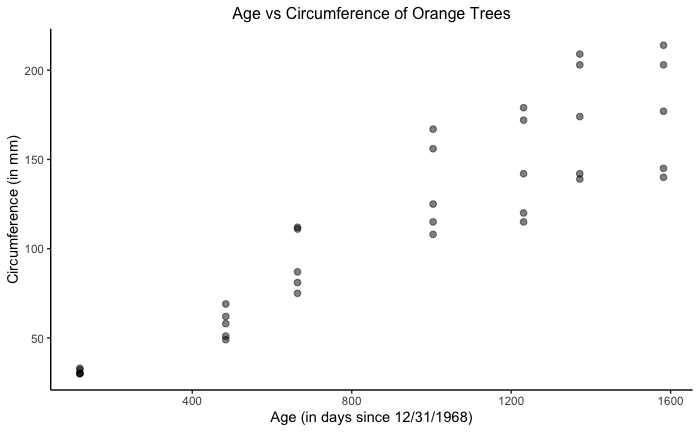 Age vs Circumference of Orange Trees
200
150
100
50
Circumference (in mm)
400 800 1200 1600
Age (in days since 12/31/1968)